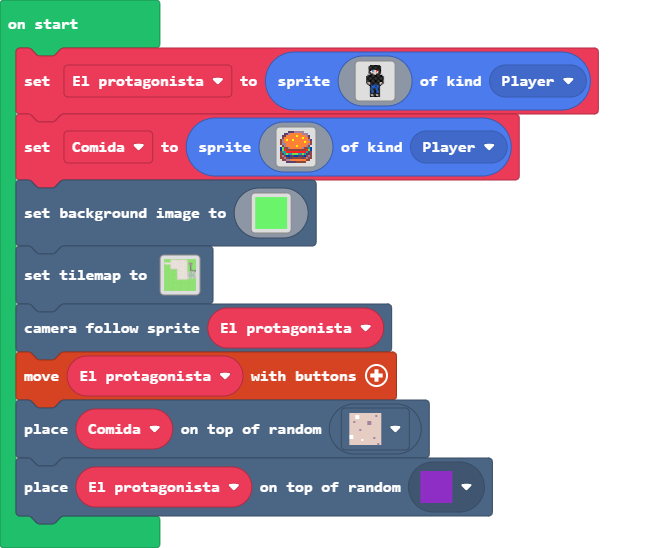 on start
set El protagonista to sprite of kind Player
set Comida to sprite of kind Player
set background image to
set tilemap to
camera follow sprite El protagonista
move El protagonista with buttons
place Comida on top of random
place El protagonista on top of random